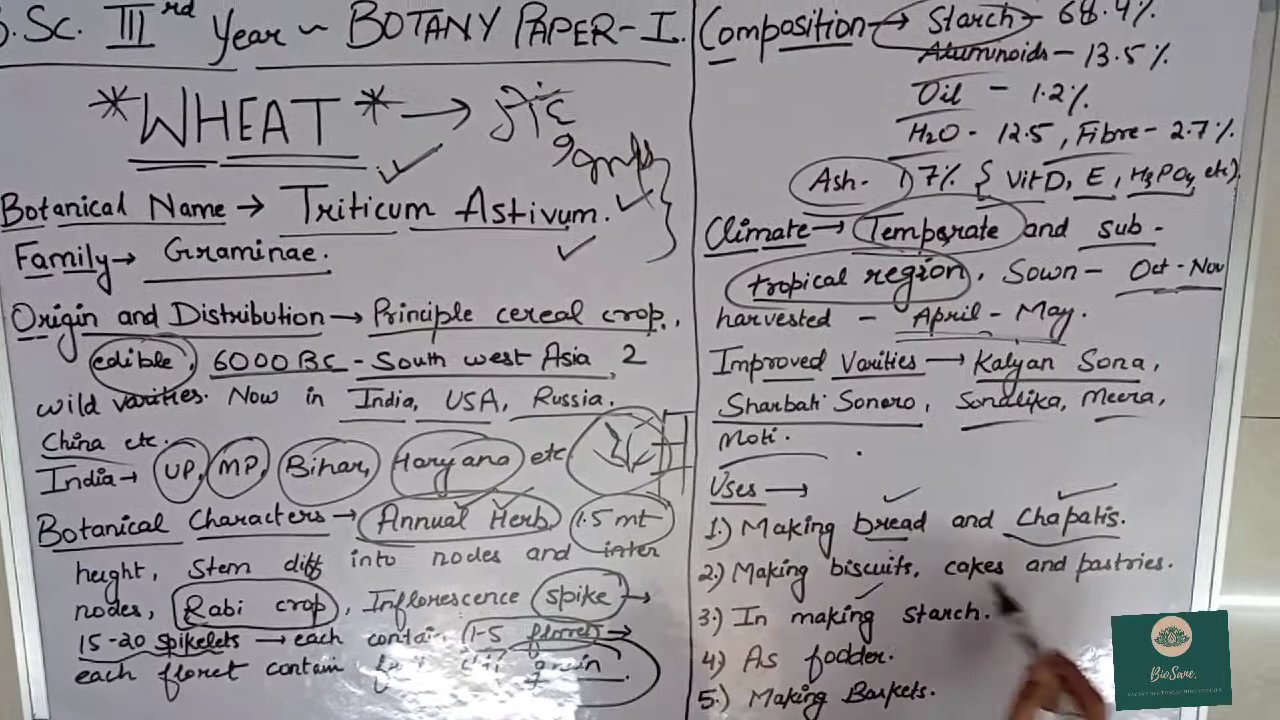 B.Sc. IIIrd Year ~ BOTANY PAPER-I.
*WHEAT* →
Botanical Name → Triticum Astivum.
Family → Graminae.
Origin and Distribution → Principle cereal crop,
edible, 6000 BC - South west Asia, 2
wild varities. Now in India, USA, Russia,
China etc.
India → UP, MP, Bihar, Haryana etc
Botanical Characters → Annual Herb, 1.5 mt
height, Stem diff into nodes and inter
nodes, Rabi crop, Inflorescence spike →
15-20 spikelets → each contain 1-5 florets →
each floret contain grain.
Composition → Starch - 68.4%
Aluminoids - 13.5%
Oil - 1.2%
H2O - 12.5, Fibre - 2.7%
Ash - 1.7% { Vit D, E, H3PO4 etc}
Climate → Temperate and sub-
tropical region, Sown - Oct - Nov
harvested - April - May.
Improved Varities → Kalyan Sona,
Sharbati Sonoro, Sonalika, Meera,
Moti.
Uses →
1.) Making bread and Chapatis.
2.) Making biscuits, cakes and pastries.
3.) In making starch.
4.) As fodder.
5.) Making Baskets.
BioSane.